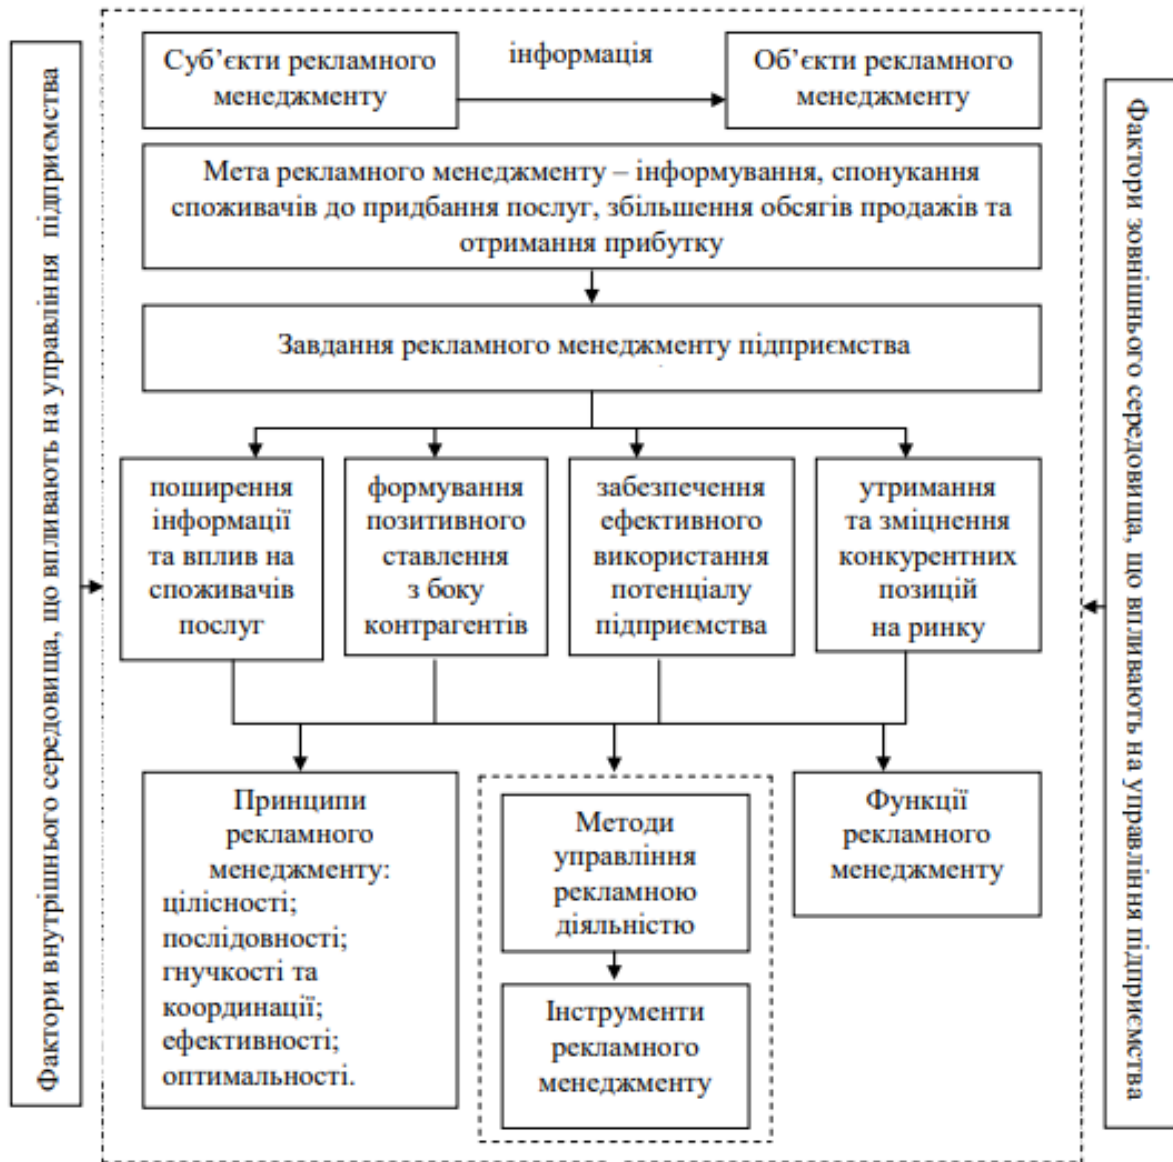 Фактори внутрішнього середовища, що впливають на управління підприємства
Суб’єкти рекламного
менеджменту
інформація
Об’єкти рекламного
менеджменту
Мета рекламного менеджменту – інформування, спонукання
споживачів до придбання послуг, збільшення обсягів продажів та
отримання прибутку
Завдання рекламного менеджменту підприємства
поширення
інформації
та вплив на
споживачів
послуг
формування
позитивного
ставлення
з боку
контрагентів
забезпечення
ефективного
використання
потенціалу
підприємства
утримання
та зміцнення
конкурентних
позицій
на ринку
Принципи
рекламного
менеджменту:
цілісності;
послідовності;
гнучкості та
координації;
ефективності;
оптимальності.
Методи
управління
рекламною
діяльністю
Інструменти
рекламного
менеджменту
Функції
рекламного
менеджменту
Фактори зовнішнього середовища, що впливають на управління підприємства